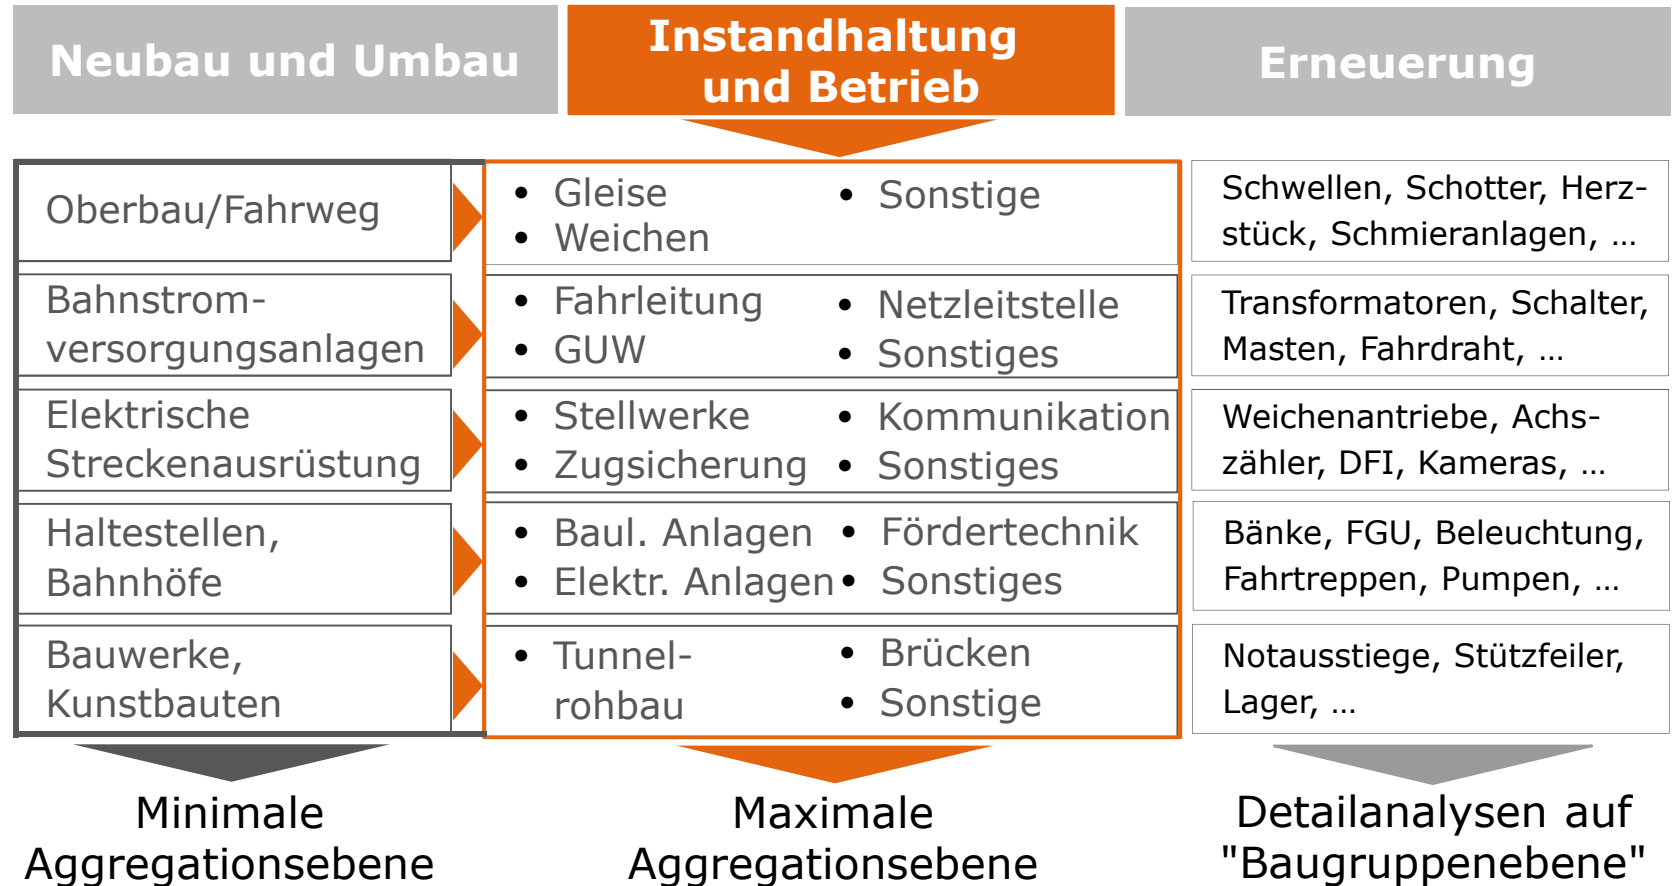 Neubau und Umbau
Instandhaltung
und Betrieb
Erneuerung
Oberbau/Fahrweg
• Gleise
• Weichen
• Sonstige
Schwellen, Schotter, Herz-
stück, Schmieranlagen, ...
Bahnstrom-
versorgungsanlagen
• Fahrleitung
• GUW
• Netzleitstelle
• Sonstiges
Transformatoren, Schalter,
Masten, Fahrdraht, ...
Elektrische
Streckenausrüstung
• Stellwerke
• Zugsicherung
• Kommunikation
• Sonstiges
Weichenantriebe, Achs-
zähler, DFI, Kameras, ...
Haltestellen,
Bahnhöfe
• Baul. Anlagen
• Elektr. Anlagen
• Fördertechnik
• Sonstiges
Bänke, FGU, Beleuchtung,
Fahrtreppen, Pumpen, ...
Bauwerke,
Kunstbauten
• Tunnel-
rohbau
• Brücken
• Sonstige
Notausstiege, Stützfeiler,
Lager, ...
Minimale
Aggregationsebene
Maximale
Aggregationsebene
Detailanalysen auf
"Baugruppenebene"